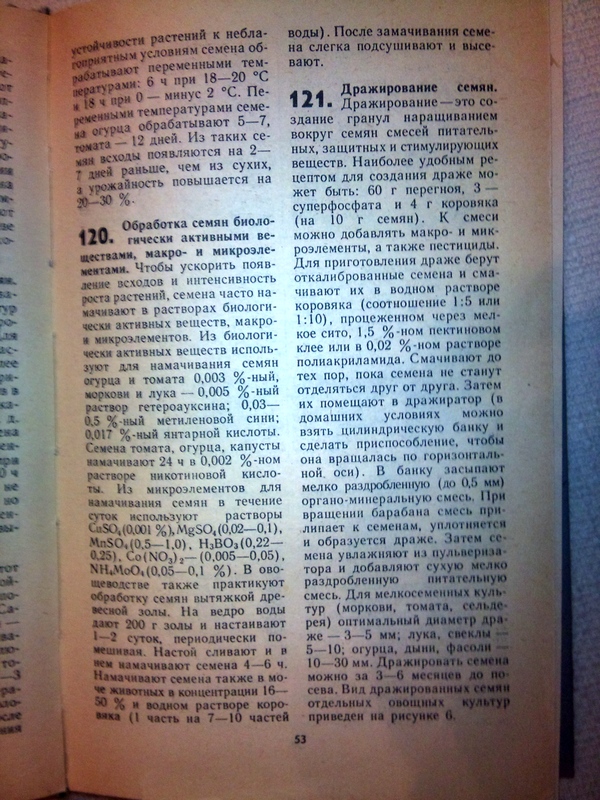 устойчивости растений к небла-
гоприятным условиям семена об-
рабатывают переменными тем-
пературами: 6 ч при 18—20 °С
и 18 ч при 0 — минус 2 °С. Пе-
ременными температурами семе-
на огурца обрабатывают 5—7,
томата — 12 дней. Из таких се-
мян всходы появляются на 2—
7 дней раньше, чем из сухих,
а урожайность повышается на
20—30 %.
120. Обработка семян биоло-
гически активными ве-
ществами, макро- и микроэле-
ментами. Чтобы ускорить появ-
ление всходов и интенсивность
роста растений, семена часто на-
мачивают в растворах биологи-
чески активных веществ, макро-
и микроэлементов. Из биологи-
чески активных веществ исполь-
зуют для намачивания семян
огурца и томата 0,003 %-ный,
моркови и лука — 0,005 %-ный
раствор гетероауксина; 0,03—
0,5 %-ный метиленовой сини;
0,017 %-ный янтарной кислоты.
Семена томата, огурца, капусты
намачивают 24 ч в 0,002 %-ном
растворе никотиновой кисло-
ты. Из микроэлементов для
намачивания семян в течение
суток используют растворы
CuSO₄(0,001 %), MgSO₄(0,02—0,1),
MnSO₄(0,5—1,0), H₃BO₃(0,22—
0,25), Co(NO₃)₂—(0,005—0,05),
NH₄MoO₄(0,05—0,1 %). В ово-
щеводстве также практикуют
обработку семян вытяжкой дре-
весной золы. На ведро воды
дают 200 г золы и настаивают
1—2 суток, периодически по-
мешивая. Настой сливают и в
нем намачивают семена 4—6 ч.
Намачивают семена также в мо-
че животных в концентрации 16—
50 % и водном растворе коро-
вяка (1 часть на 7—10 частей
воды). После замачивания семе-
на слегка подсушивают и высе-
вают.
121. Дражирование семян.
Дражирование — это со-
здание гранул наращиванием
вокруг семян смесей питатель-
ных, защитных и стимулирующих
веществ. Наиболее удобным ре-
цептом для создания драже мо-
жет быть: 60 г перегноя, 3 —
суперфосфата и 4 г коровяка
(на 10 г семян). К смеси
можно добавлять макро- и мик-
роэлементы, а также пестициды.
Для приготовления драже берут
откалиброванные семена и сма-
чивают их в водном растворе
коровяка (соотношение 1:5 или
1:10), процеженном через мел-
кое сито, 1,5 %-ном пектиновом
клее или в 0,02 %-ном растворе
полиакриламида. Смачивают до
тех пор, пока семена не станут
отделяться друг от друга. Затем
их помещают в дражиратор (в
домашних условиях можно
взять цилиндрическую банку и
сделать приспособление, чтобы
она вращалась по горизонталь-
ной, оси). В банку засыпают
мелко раздробленную (до 0,5 мм)
органо-минеральную смесь. При
вращении барабана смесь при-
липает к семенам, уплотняется
и образуется драже. Затем се-
мена увлажняют из пульвериза-
тора и добавляют сухую мелко
раздробленную питательную
смесь. Для мелкосеменных куль-
тур (моркови, томата, сельде-
рея) оптимальный диаметр дра-
же — 3—5 мм; лука, свеклы —
5—10; огурца, дыни, фасоли —
10—30 мм. Дражировать семена
можно за 3—6 месяцев до по-
сева. Вид дражированных семян
отдельных овощных культур
приведен на рисунке 6.
53